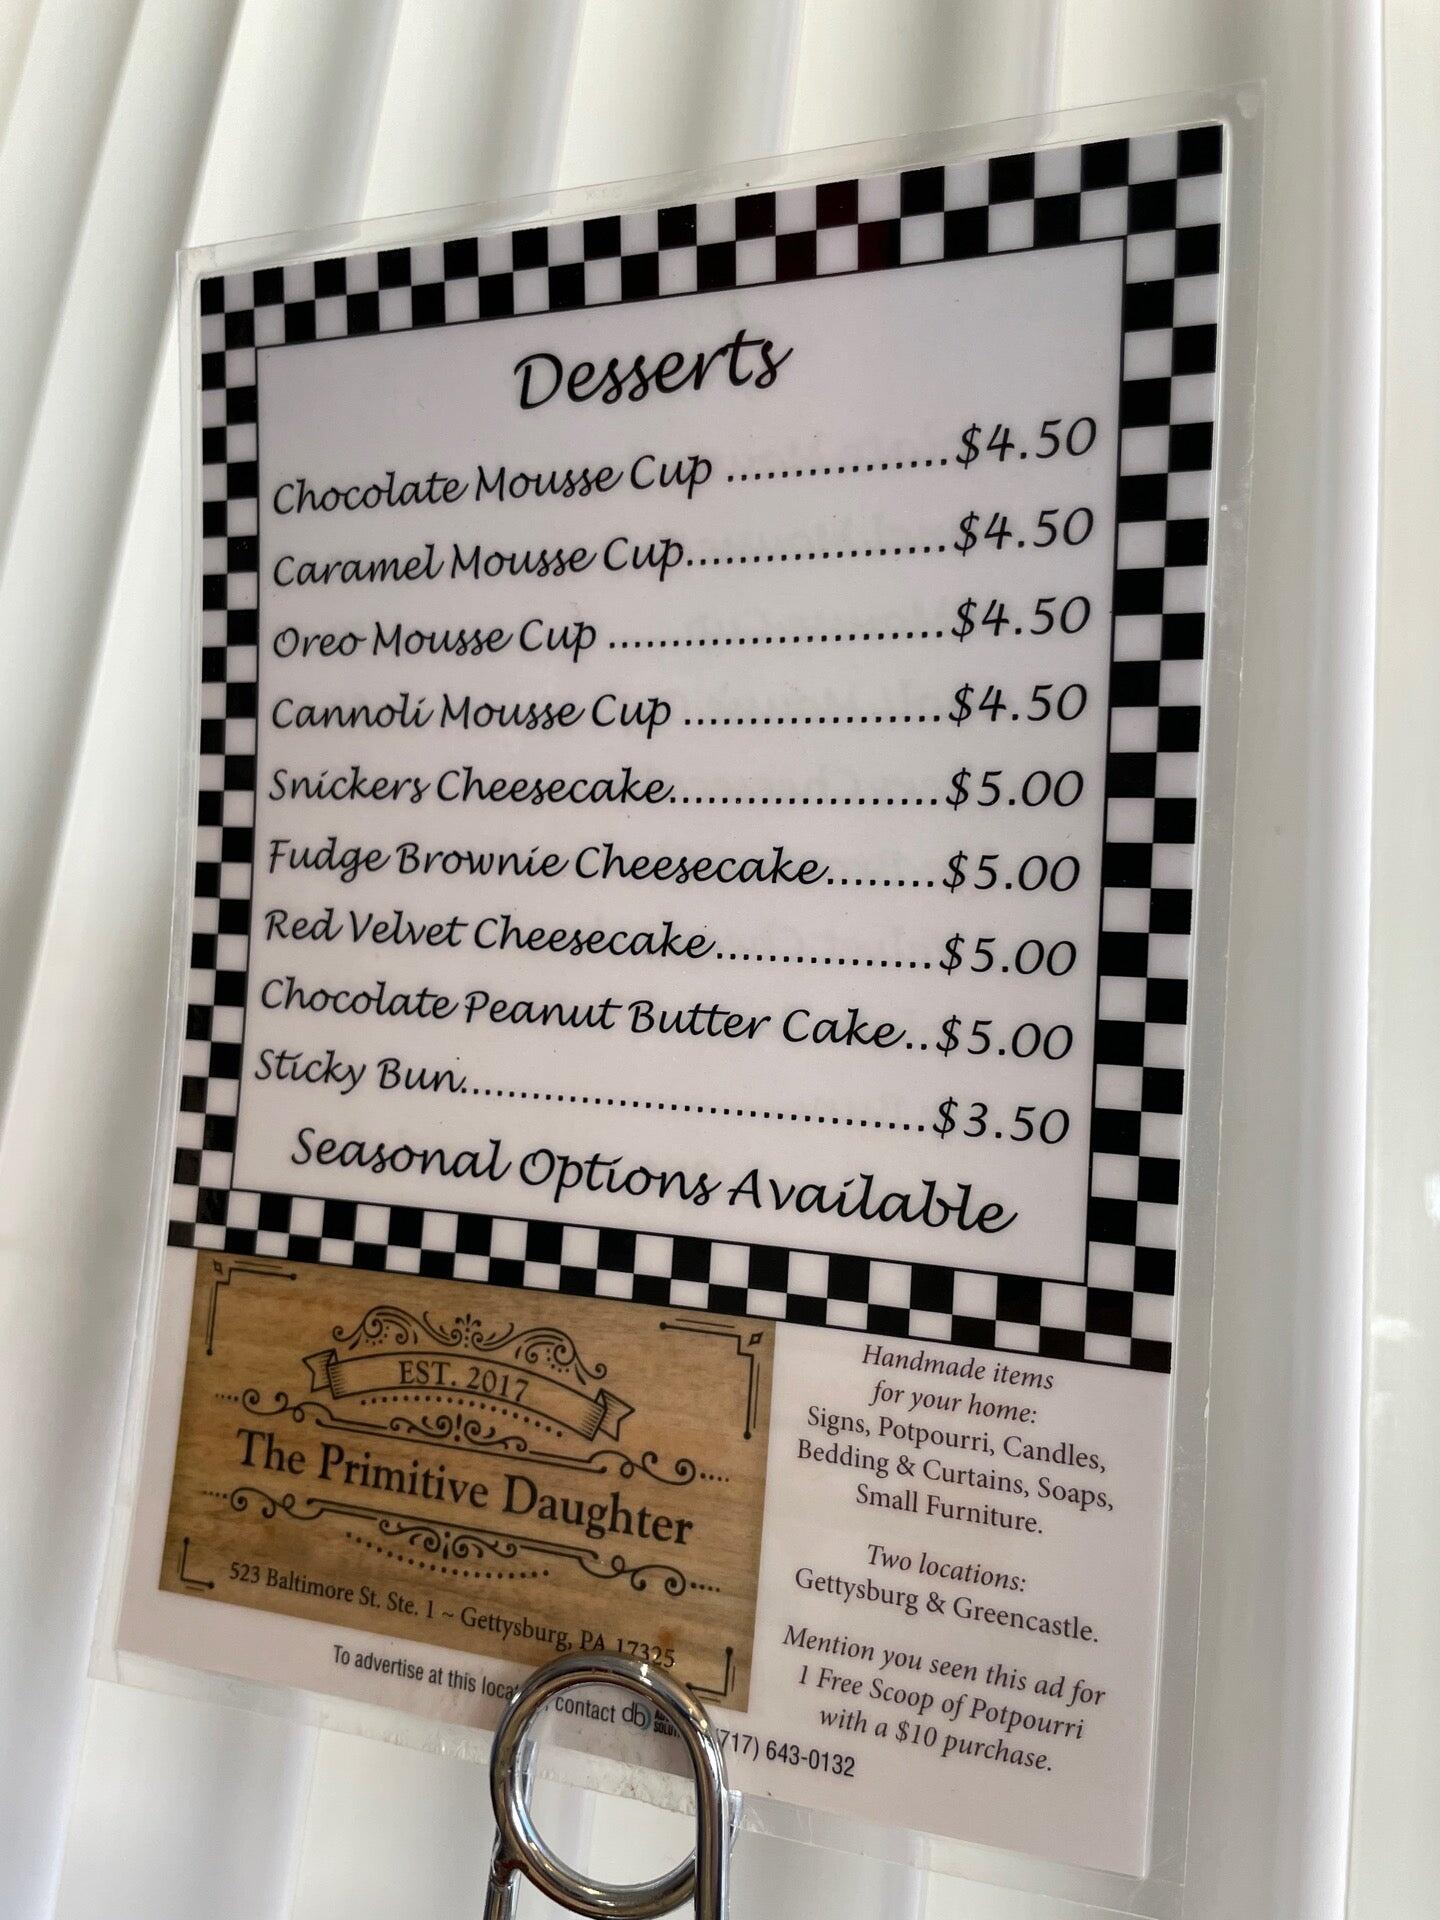 Desserts
Chocolate Mousse Cup .................$4.50
Caramel Mousse Cup....................$4.50
Oreo Mousse Cup ..........................$4.50
Cannoli Mousse Cup ....................$4.50
Snickers Cheesecake.....................$5.00
Fudge Brownie Cheesecake........$5.00
Red Velvet Cheesecake.................$5.00
Chocolate Peanut Butter Cake..$5.00
Sticky Bun....................................$3.50
Seasonal Options Available
EST. 2017
The Primitive Daughter
523 Baltimore St. Ste. 1 ~ Gettysburg, PA 17325
Handmade items
for your home:
Signs, Potpourri, Candles,
Bedding & Curtains, Soaps,
Small Furniture.
Two locations:
Gettysburg & Greencastle.
Mention you seen this ad for
1 Free Scoop of Potpourri
with a $10 purchase.
To advertise at this contact db (717) 643-0132